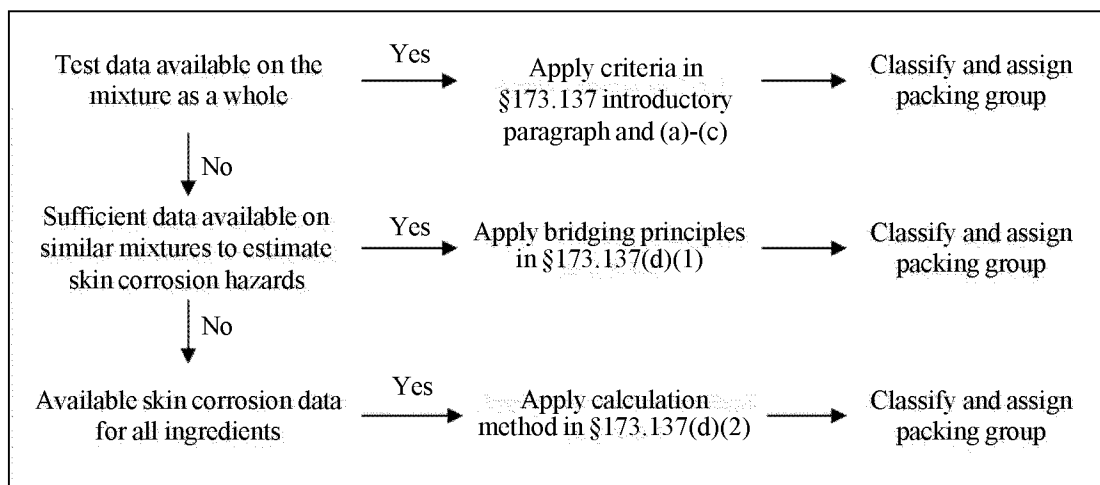 Test data available on the
mixture as a whole
Yes
Apply criteria in
§173.137 introductory
paragraph and (a)-(c)
Classify and assign
packing group
No
Sufficient data available on
similar mixtures to estimate
skin corrosion hazards
Yes
Apply bridging principles
in §173.137(d)(1)
Classify and assign
packing group
No
Available skin corrosion data
for all ingredients
Yes
Apply calculation
method in §173.137(d)(2)
Classify and assign
packing group